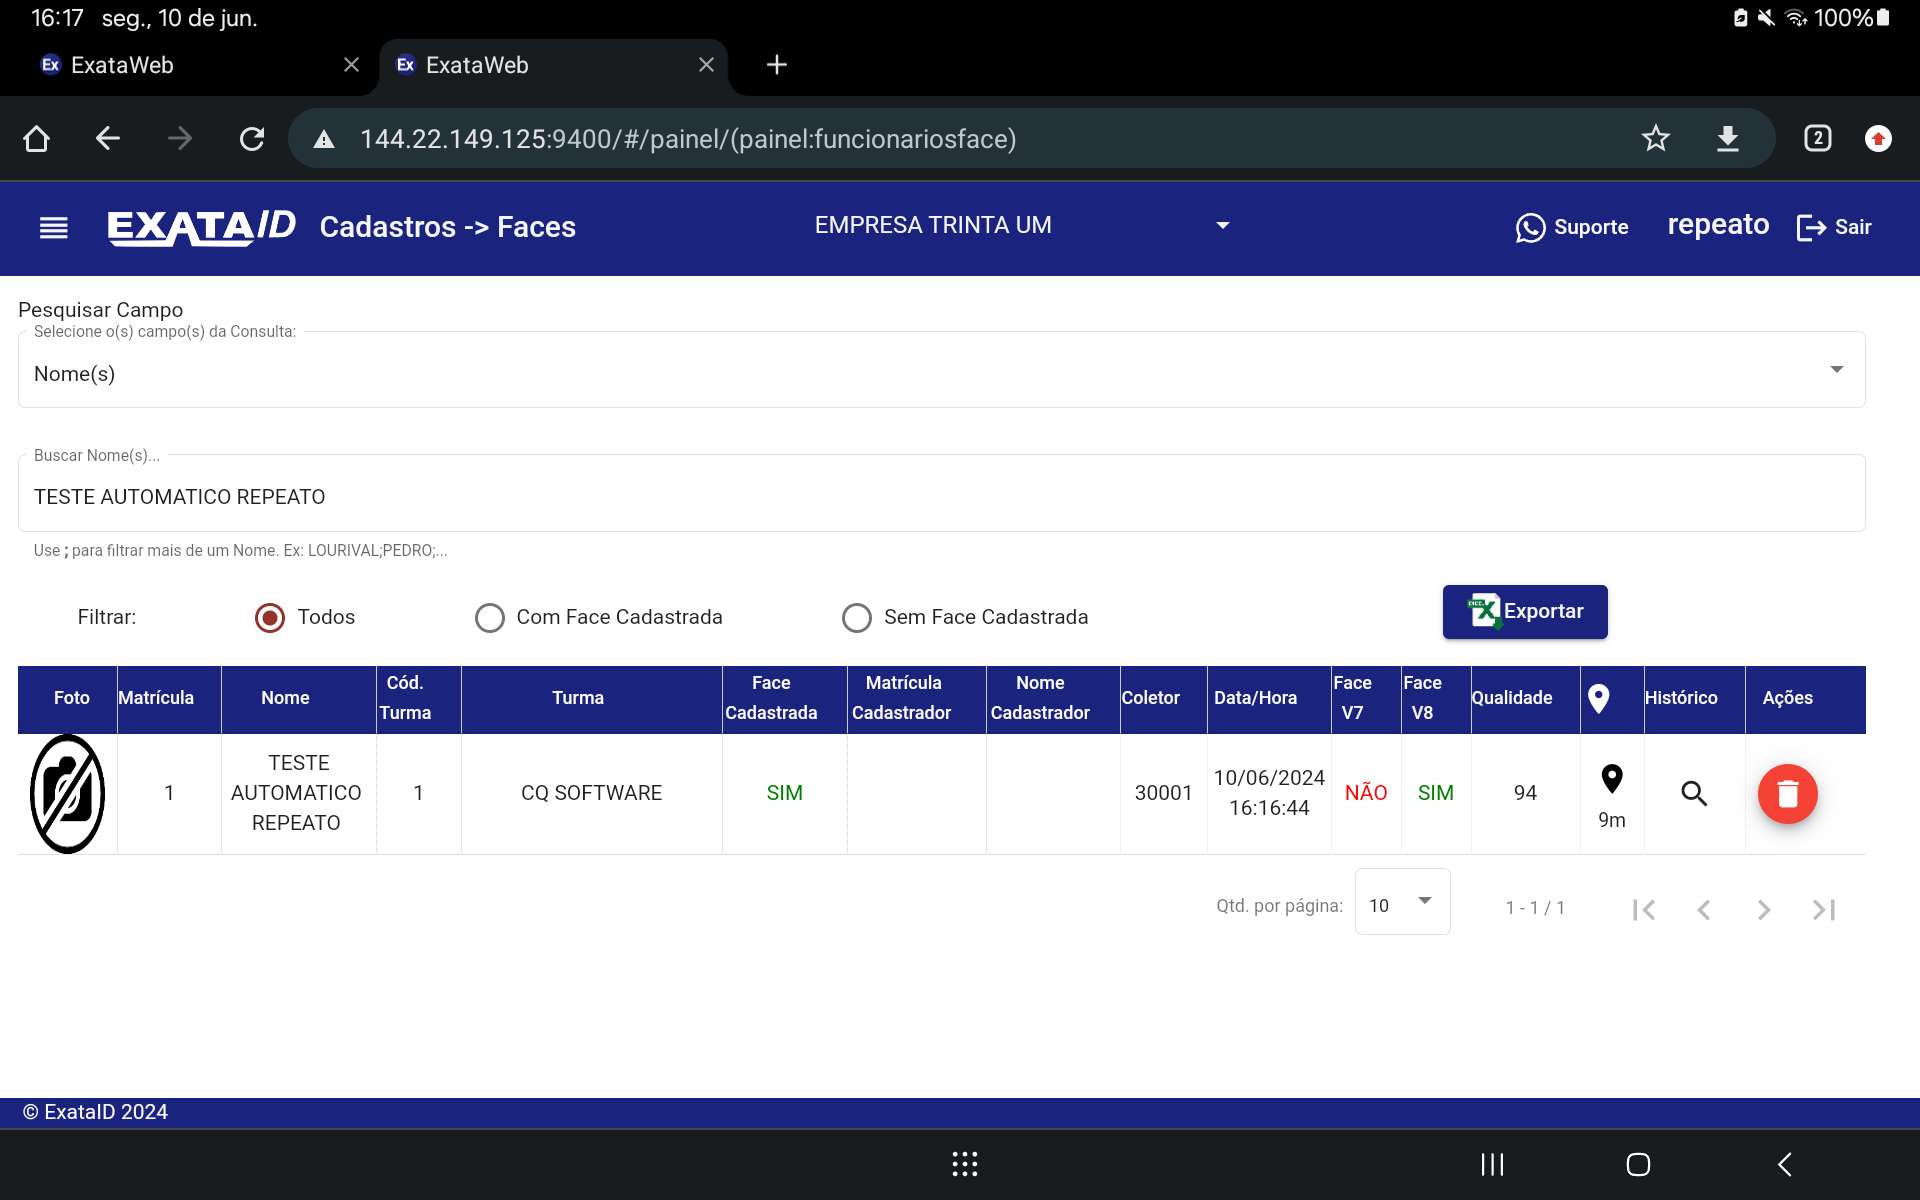 16:17 seg., 10 de jun.
100%
Ex ExataWeb
Ex ExataWeb
144.22.149.125:9400/#/painel/(painel:funcionariosface)
2
EXATAID Cadastros -> Faces
EMPRESA TRINTA UM
Suporte
repeato
Sair
Pesquisar Campo
Selecione o(s) campo(s) da Consulta:
Nome(s)
Buscar Nome(s)...
TESTE AUTOMATICO REPEATO
Use ; para filtrar mais de um Nome. Ex: LOURIVAL;PEDRO;...
Filtrar:
Todos
Com Face Cadastrada
Sem Face Cadastrada
Exportar
Foto
Matrícula
Nome
Cód.
Turma
Turma
Face
Cadastrada
Matrícula
Cadastrador
Nome
Cadastrador
Coletor
Data/Hora
Face
V7
Face
V8
Qualidade
Histórico
Ações
1
TESTE
AUTOMATICO
REPEATO
1
CQ SOFTWARE
SIM
30001
10/06/2024
16:16:44
NÃO
SIM
94
9m
Qtd. por página:
10
1 - 1 / 1
© ExataID 2024